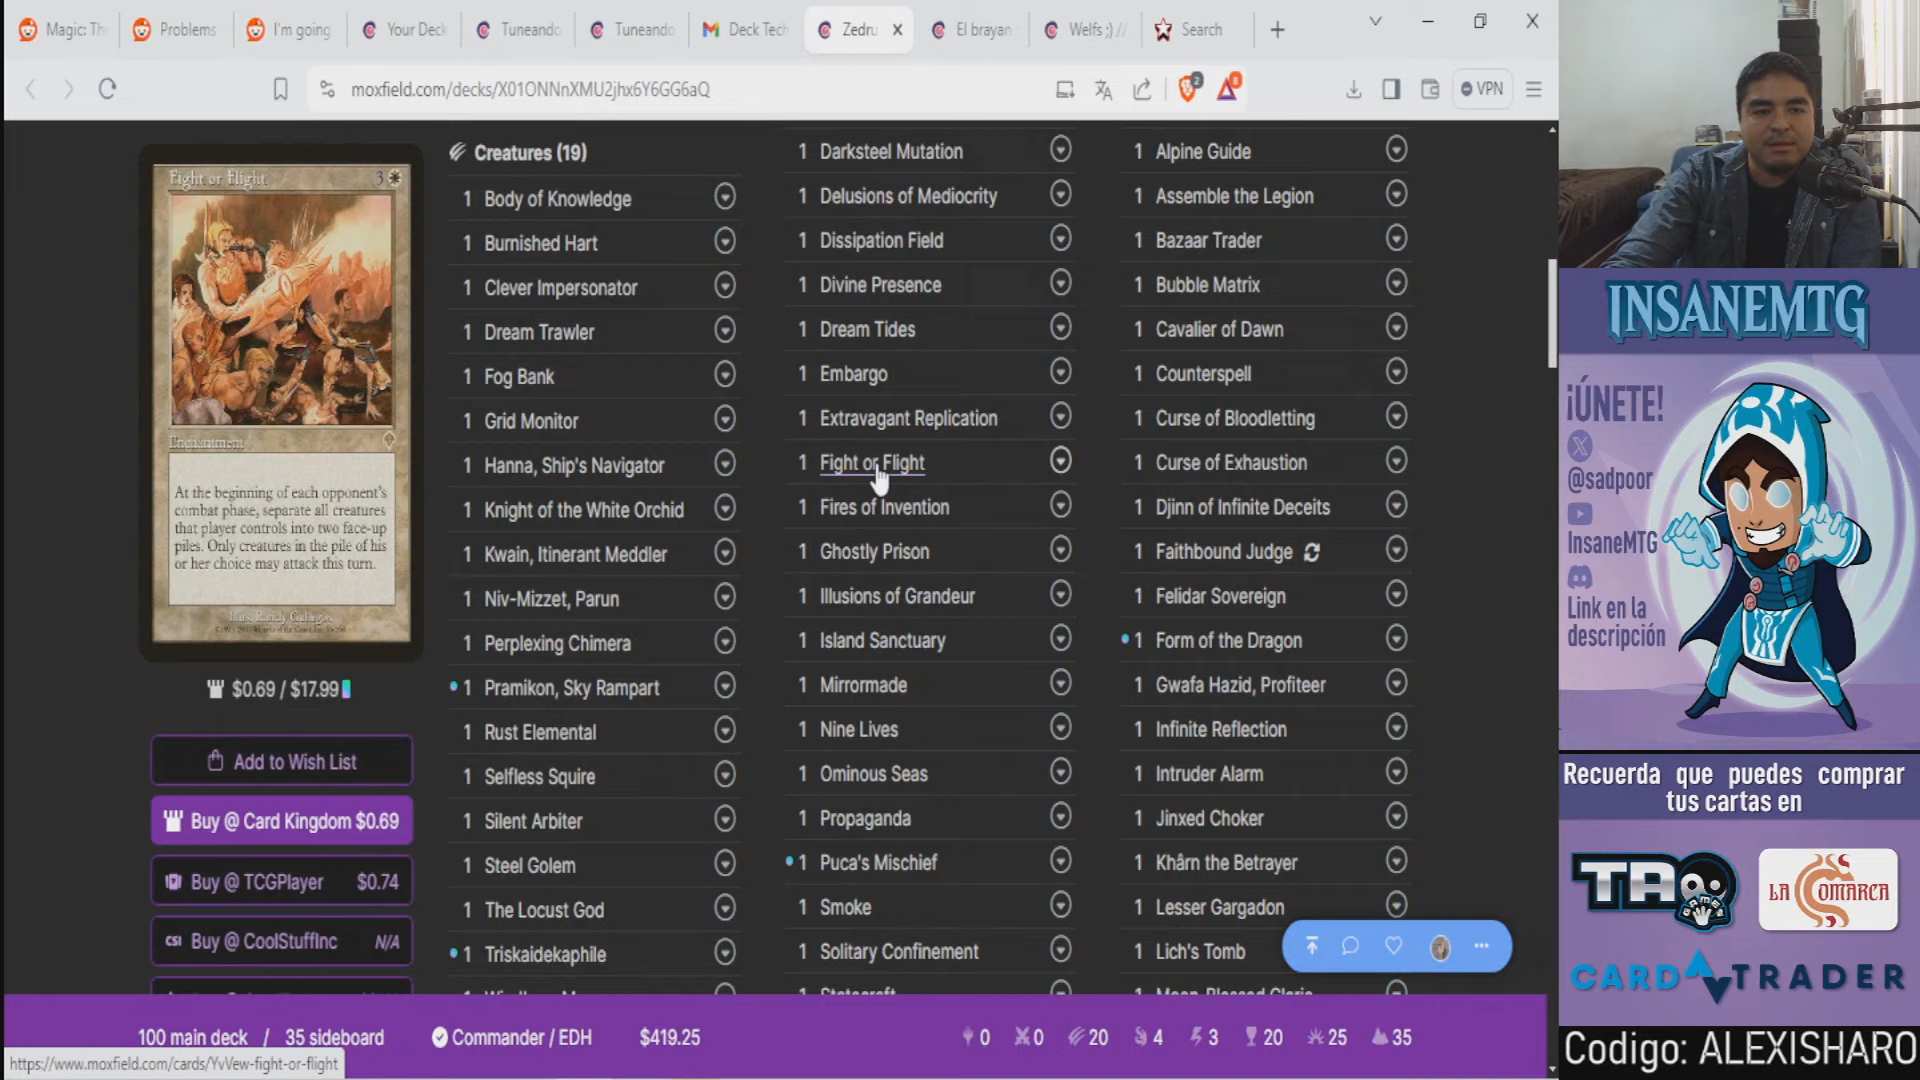 Magic: Th
Problems
I'm going
Your Deck
Tuneando
Tuneando
Deck Tech
Zedru
El brayan
Welfs ;) //
Search
moxfield.com/decks/X01ONNnXMU2jhx6Y6GG6aQ
2
8
VPN
Fight or Flight 3
Enchantment
At the beginning of each opponent's
combat phase, separate all creatures
that player controls into two face-up
piles. Only creatures in the pile of his
or her choice may attack this turn.
Illus. Randy Gallegos
$0.69 / $17.99
Add to Wish List
Buy @ Card Kingdom $0.69
Buy @ TCGPlayer $0.74
CSI Buy @ CoolStuffInc N/A
Creatures (19)
1 Body of Knowledge
1 Burnished Hart
1 Clever Impersonator
1 Dream Trawler
1 Fog Bank
1 Grid Monitor
1 Hanna, Ship's Navigator
1 Knight of the White Orchid
1 Kwain, Itinerant Meddler
1 Niv-Mizzet, Parun
1 Perplexing Chimera
1 Pramikon, Sky Rampart
1 Rust Elemental
1 Selfless Squire
1 Silent Arbiter
1 Steel Golem
1 The Locust God
1 Triskaidekaphile
1 Darksteel Mutation
1 Delusions of Mediocrity
1 Dissipation Field
1 Divine Presence
1 Dream Tides
1 Embargo
1 Extravagant Replication
1 Fight or Flight
1 Fires of Invention
1 Ghostly Prison
1 Illusions of Grandeur
1 Island Sanctuary
1 Mirrormade
1 Nine Lives
1 Ominous Seas
1 Propaganda
1 Puca's Mischief
1 Smoke
1 Solitary Confinement
1 Alpine Guide
1 Assemble the Legion
1 Bazaar Trader
1 Bubble Matrix
1 Cavalier of Dawn
1 Counterspell
1 Curse of Bloodletting
1 Curse of Exhaustion
1 Djinn of Infinite Deceits
1 Faithbound Judge
1 Felidar Sovereign
1 Form of the Dragon
1 Gwafa Hazid, Profiteer
1 Infinite Reflection
1 Intruder Alarm
1 Jinxed Choker
1 Khârn the Betrayer
1 Lesser Gargadon
1 Lich's Tomb
100 main deck / 35 sideboard
Commander / EDH
$419.25
0
0
20
4
3
20
25
35
https://www.moxfield.com/cards/YvVew-fight-or-flight
INSANEMTG
¡ÚNETE!
@sadpoor
InsaneMTG
Link en la
descripción
Recuerda que puedes comprar
tus cartas en
TAO
GAMES
LA COMARCA
CARD TRADER
Codigo: ALEXISHARO